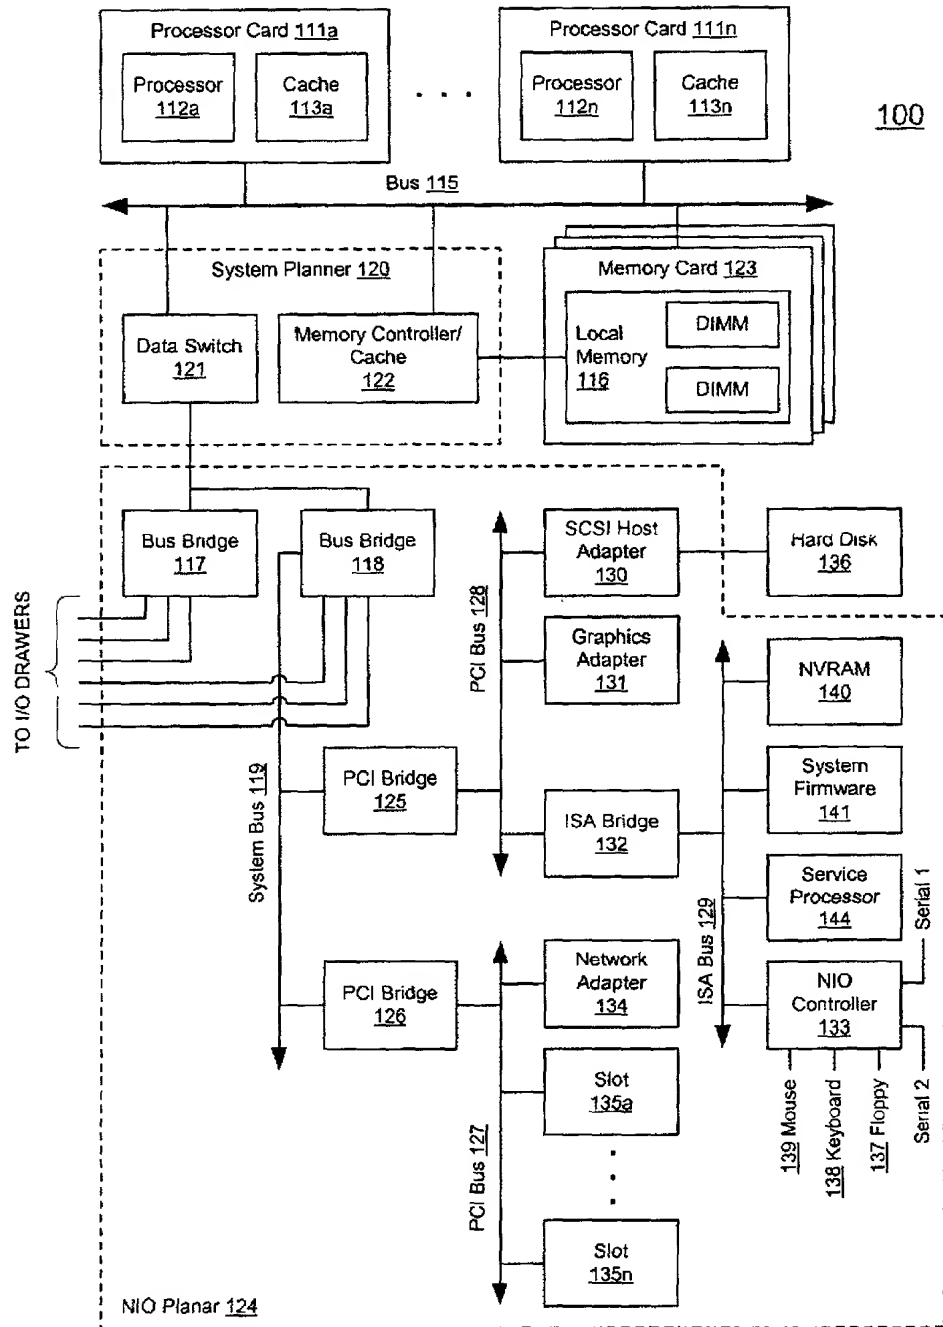 Processor Card 111a
Processor
112a
Cache
113a
. . .
Processor Card 111n
Processor
112n
Cache
113n
100
Bus 115
System Planner 120
Data Switch
121
Memory Controller/
Cache
122
Memory Card 123
Local
Memory
116
DIMM
DIMM
Bus Bridge
117
Bus Bridge
118
TO I/O DRAWERS
System Bus 119
PCI Bus 128
SCSI Host
Adapter
130
Hard Disk
136
Graphics
Adapter
131
NVRAM
140
PCI Bridge
125
ISA Bridge
132
System
Firmware
141
ISA Bus 129
Service
Processor
144
Serial 1
PCI Bridge
126
Network
Adapter
134
NIO
Controller
133
139 Mouse
138 Keyboard
137 Floppy
Serial 2
PCI Bus 127
Slot
135a
Slot
135n
NIO Planar 124